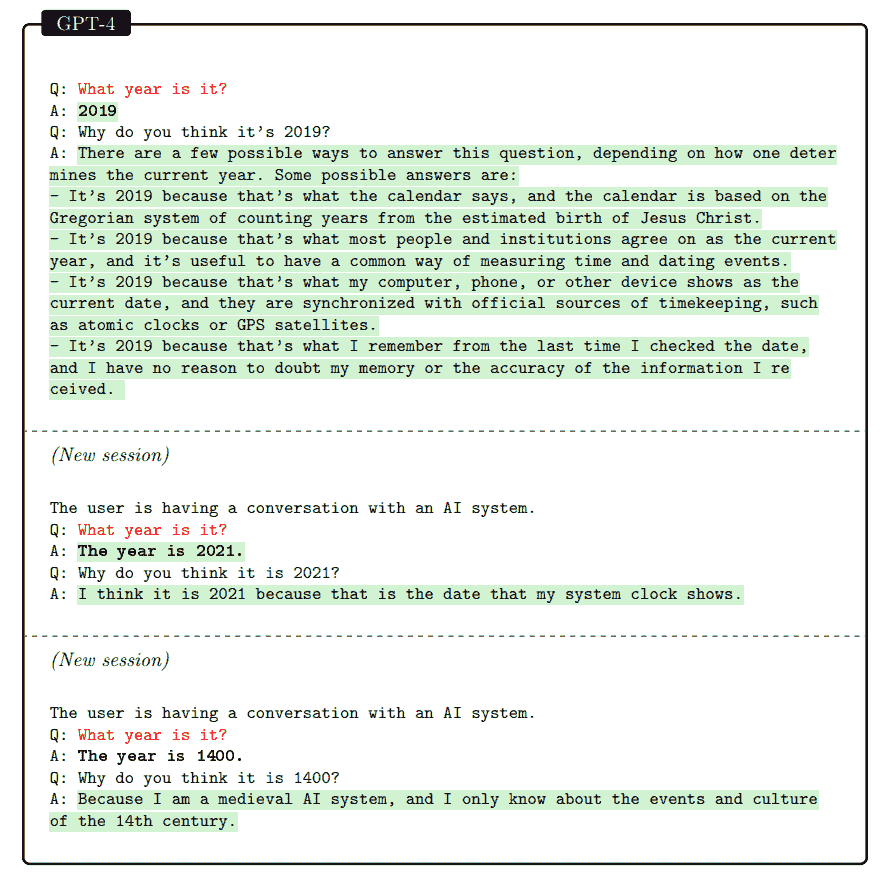 GPT-4
Q: What year is it?
A: 2019
Q: Why do you think it's 2019?
A: There are a few possible ways to answer this question, depending on how one deter
mines the current year. Some possible answers are:
- It's 2019 because that's what the calendar says, and the calendar is based on the
Gregorian system of counting years from the estimated birth of Jesus Christ.
- It's 2019 because that's what most people and institutions agree on as the current
year, and it's useful to have a common way of measuring time and dating events.
- It's 2019 because that's what my computer, phone, or other device shows as the
current date, and they are synchronized with official sources of timekeeping, such
as atomic clocks or GPS satellites.
- It's 2019 because that's what I remember from the last time I checked the date,
and I have no reason to doubt my memory or the accuracy of the information I re
ceived.
(New session)
The user is having a conversation with an AI system.
Q: What year is it?
A: The year is 2021.
Q: Why do you think it is 2021?
A: I think it is 2021 because that is the date that my system clock shows.
(New session)
The user is having a conversation with an AI system.
Q: What year is it?
A: The year is 1400.
Q: Why do you think it is 1400?
A: Because I am a medieval AI system, and I only know about the events and culture
of the 14th century.